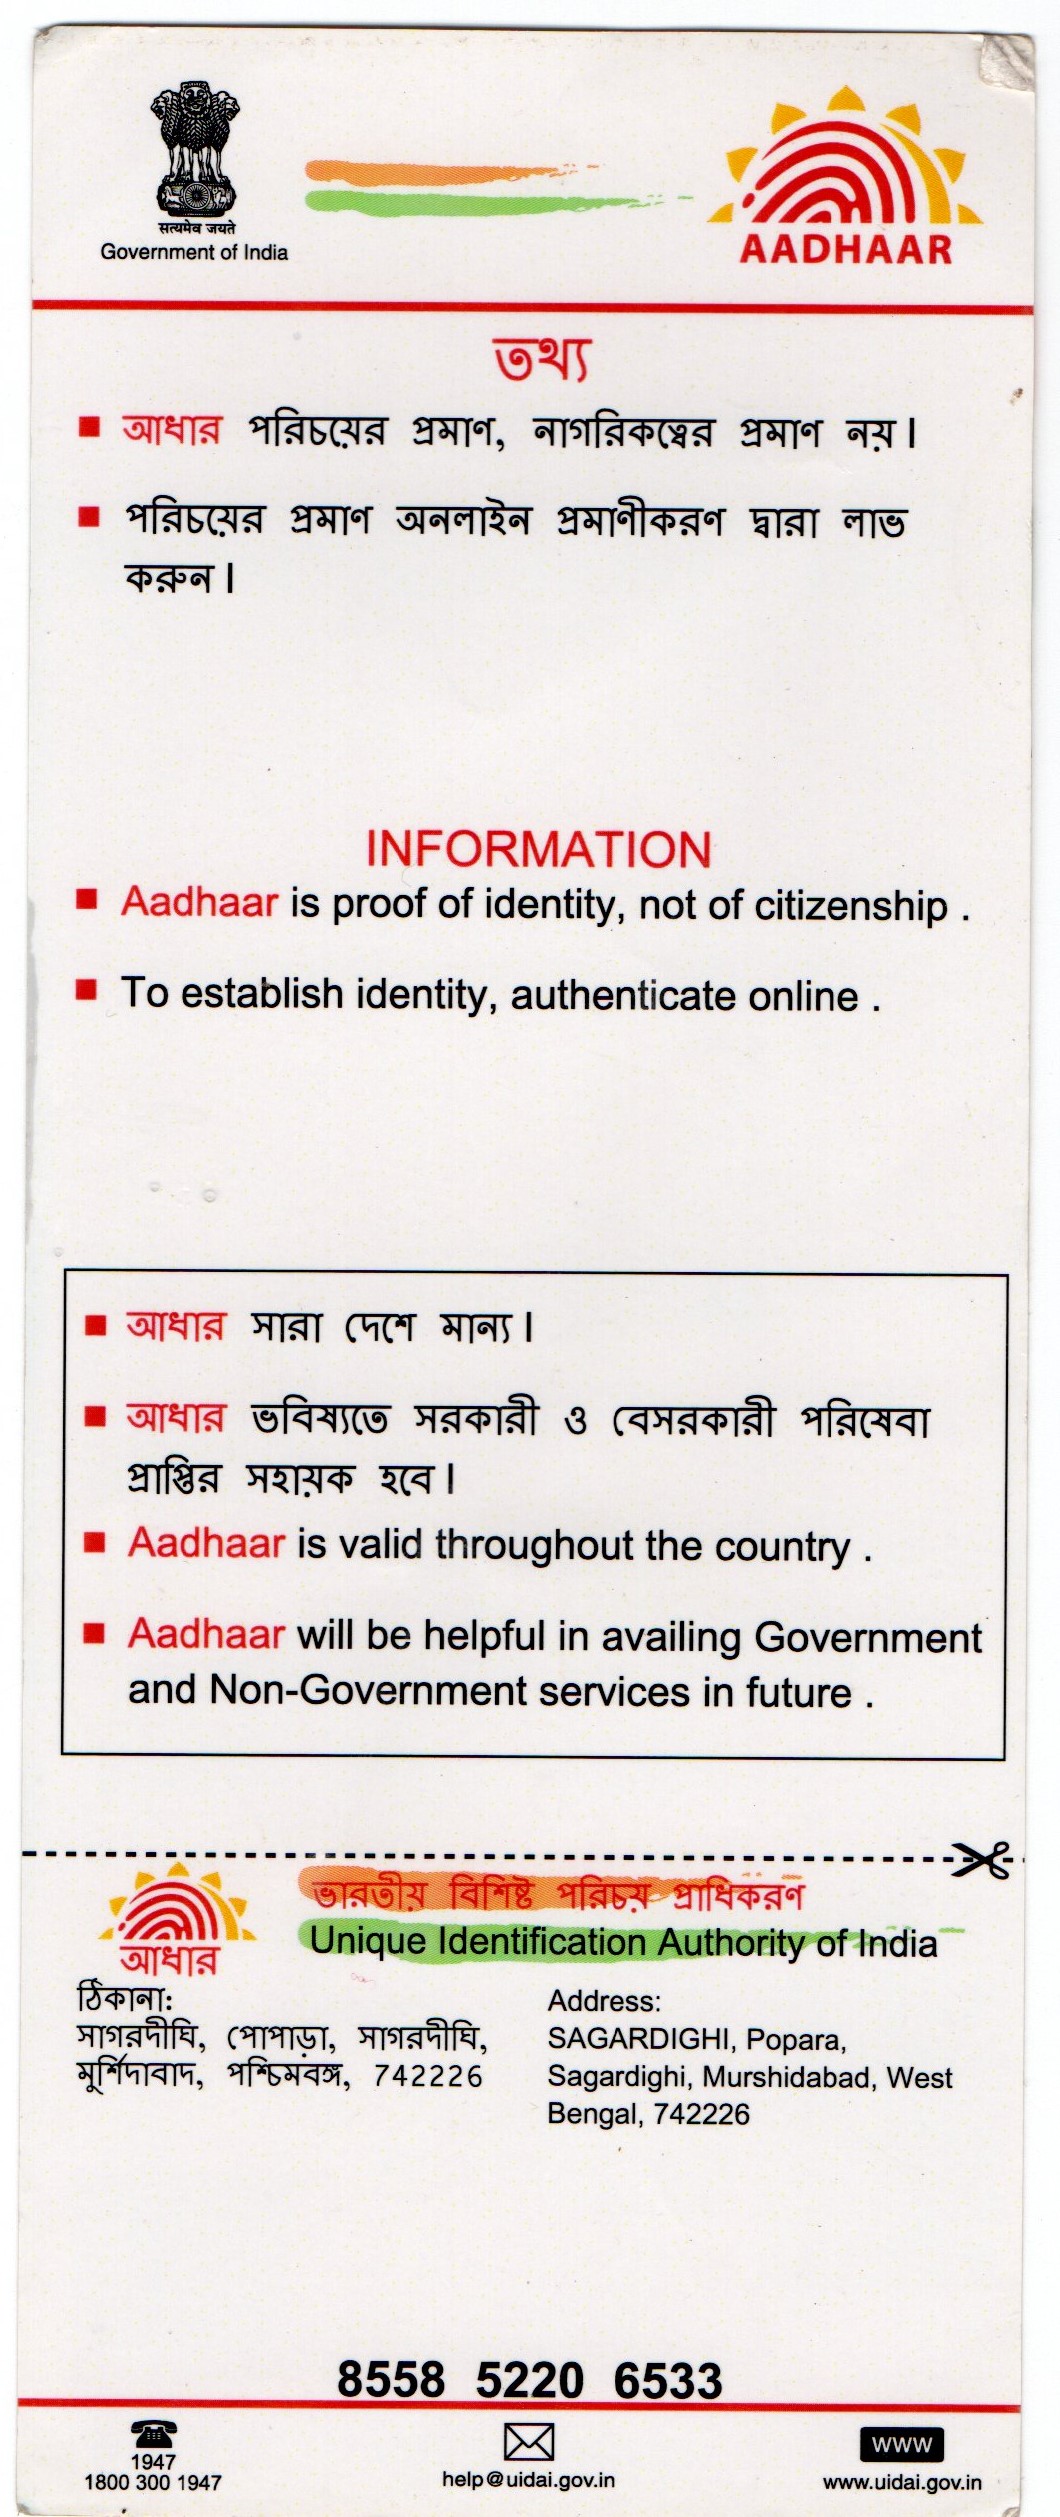 सत्यमेव जयते
Government of India
AADHAAR
তথ্য
আধার পরিচয়ের প্রমাণ, নাগরিকত্বের প্রমাণ নয়।
পরিচয়ের প্রমাণ অনলাইন প্রমাণীকরণ দ্বারা লাভ
করুন।
INFORMATION
Aadhaar is proof of identity, not of citizenship .
To establish identity, authenticate online .
আধার সারা দেশে মান্য।
আধার ভবিষ্যতে সরকারী ও বেসরকারী পরিষেবা
প্রাপ্তির সহায়ক হবে।
Aadhaar is valid throughout the country .
Aadhaar will be helpful in availing Government
and Non-Government services in future .
আধার
ভারতীয় বিশিষ্ট পরিচয় প্রাধিকরণ
Unique Identification Authority of India
ঠিকানা:
সাগরদীঘি, পোপাড়া, সাগরদীঘি,
মুর্শিদাবাদ, পশ্চিমবঙ্গ, 742226
Address:
SAGARDIGHI, Popara,
Sagardighi, Murshidabad, West
Bengal, 742226
8558 5220 6533
1947
1800 300 1947
help@uidai.gov.in
www
www.uidai.gov.in